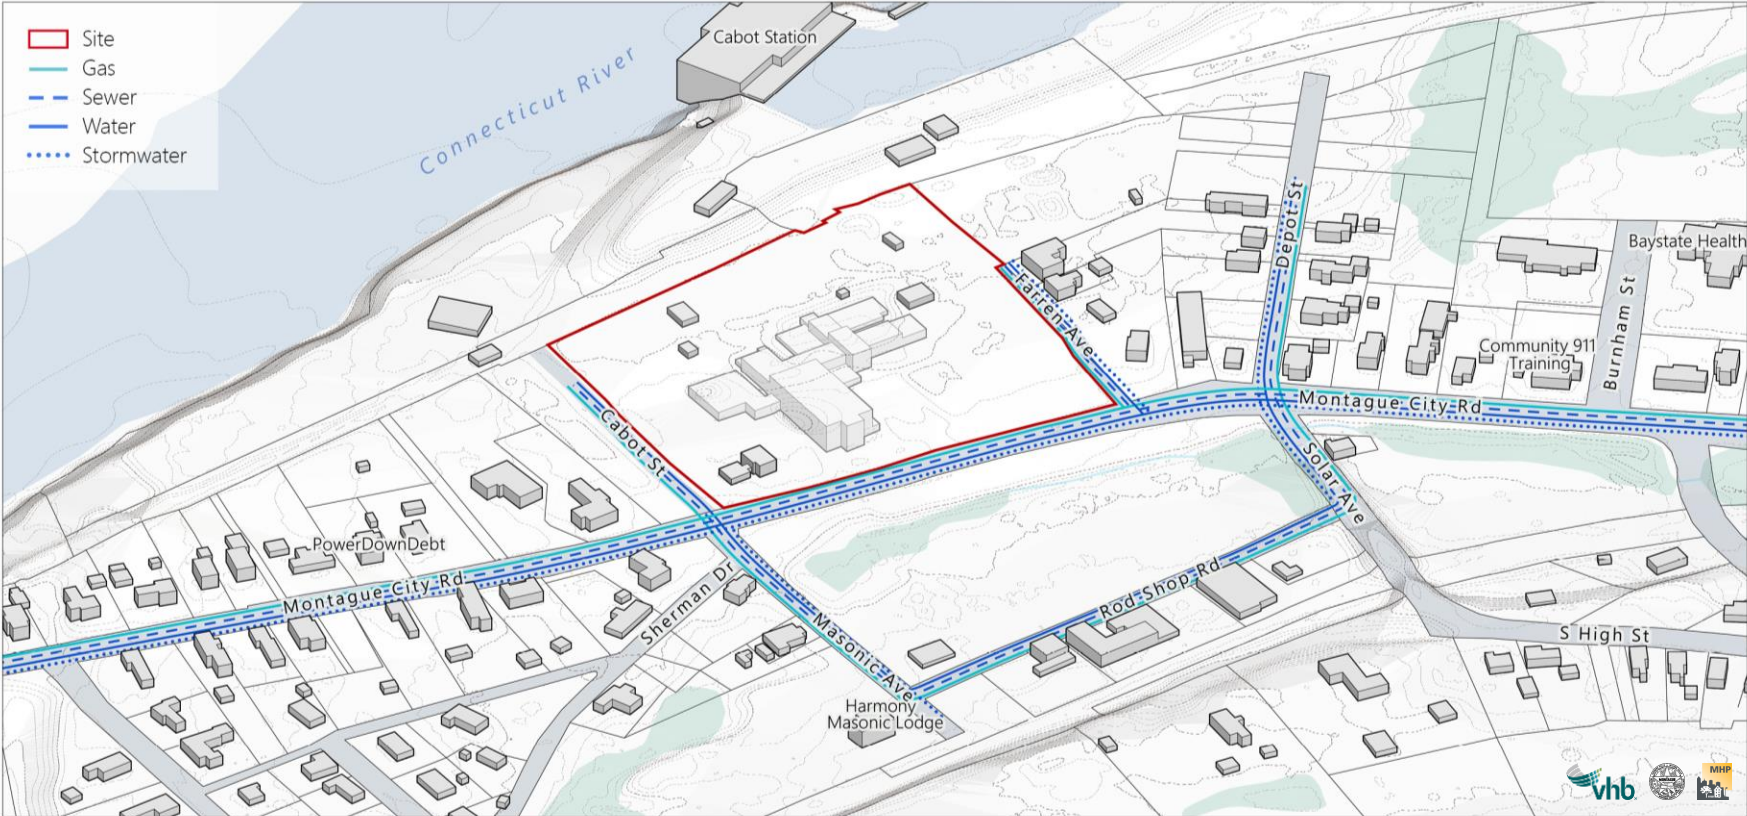 Site
Gas
Sewer
Water
Stormwater
Cabot Station
Connecticut River
Depot St
Baystate Health
Farren Ave
Burnham St
Community 911
Training
Montague City Rd
Cabot St
Solar Ave
PowerDownDebt
Montague City Rd
Sherman Dr
Rod Shop Rd
Masonic Ave
S High St
Harmony
Masonic Lodge
vhb
MHP